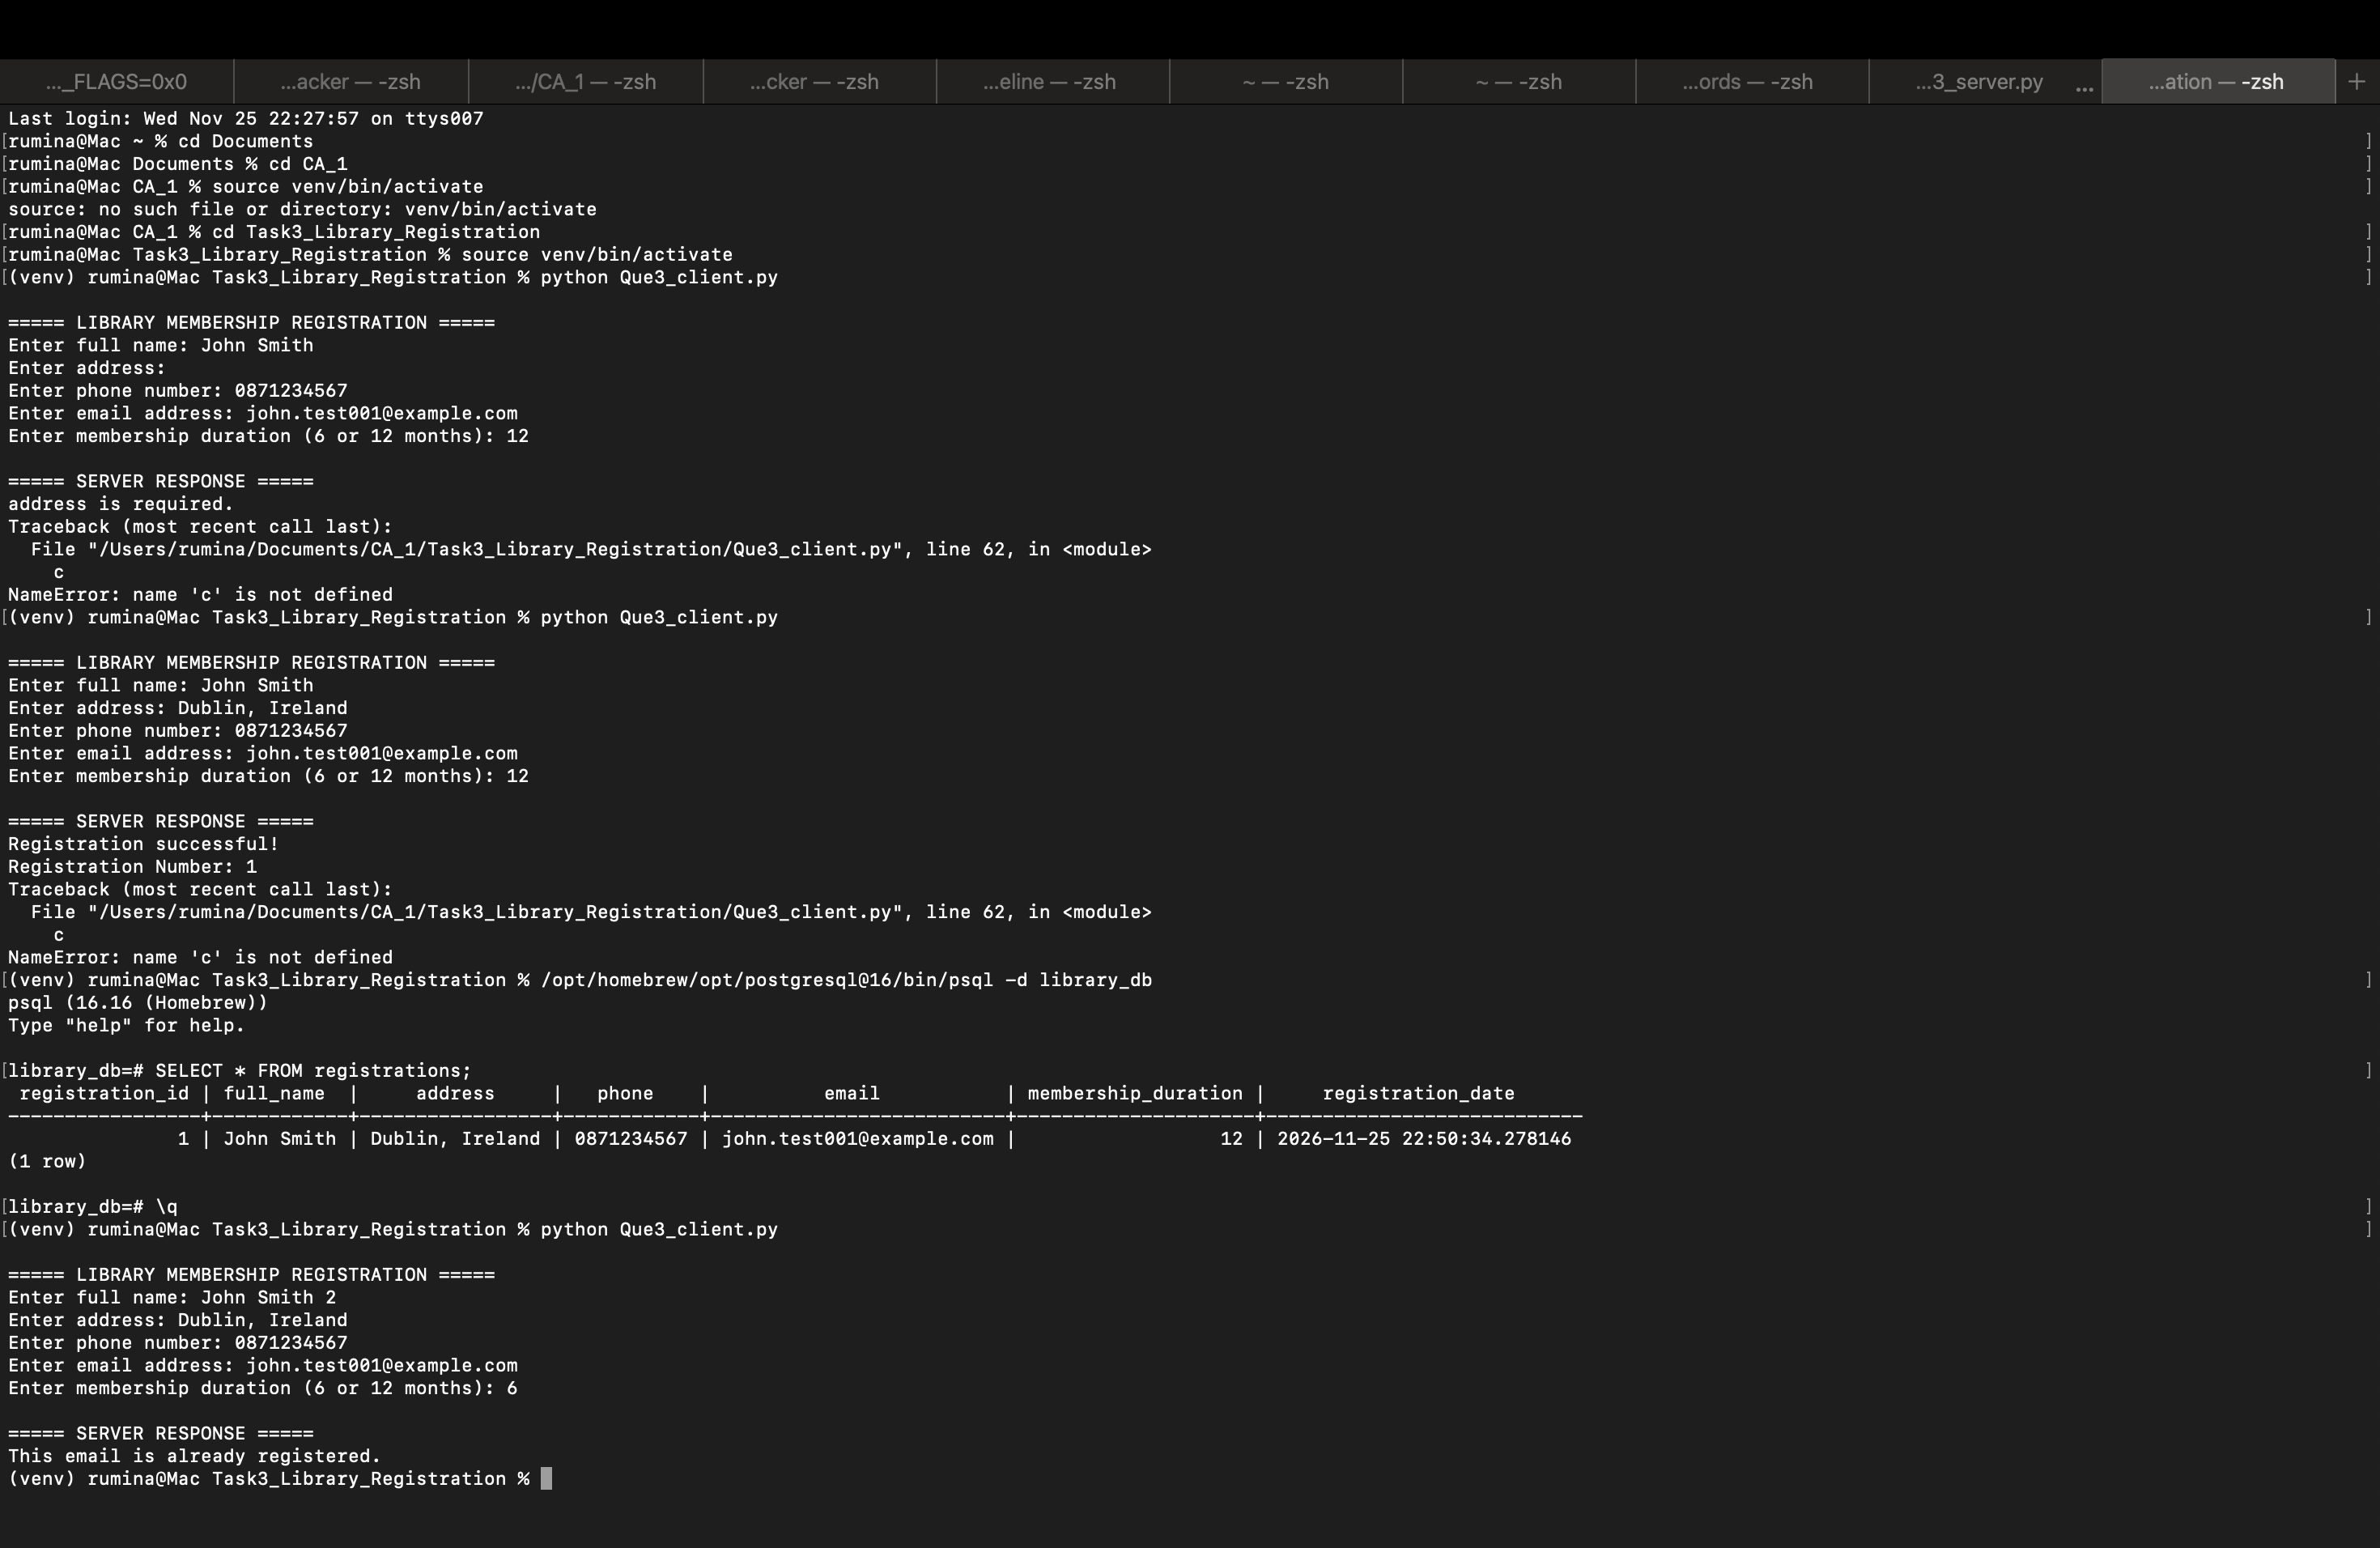 ..._FLAGS=0x0 ...acker — -zsh .../CA_1 — -zsh ...cker — -zsh ...eline — -zsh ~ — -zsh ~ — -zsh ...ords — -zsh ...3_server.py ... ...ation — -zsh +
Last login: Wed Nov 25 22:27:57 on ttys007
[rumina@Mac ~ % cd Documents ]
[rumina@Mac Documents % cd CA_1 ]
[rumina@Mac CA_1 % source venv/bin/activate ]
source: no such file or directory: venv/bin/activate
[rumina@Mac CA_1 % cd Task3_Library_Registration ]
[rumina@Mac Task3_Library_Registration % source venv/bin/activate ]
[(venv) rumina@Mac Task3_Library_Registration % python Que3_client.py ]
===== LIBRARY MEMBERSHIP REGISTRATION =====
Enter full name: John Smith
Enter address:
Enter phone number: 0871234567
Enter email address: john.test001@example.com
Enter membership duration (6 or 12 months): 12
===== SERVER RESPONSE =====
address is required.
Traceback (most recent call last):
  File "/Users/rumina/Documents/CA_1/Task3_Library_Registration/Que3_client.py", line 62, in <module>
    c
NameError: name 'c' is not defined
[(venv) rumina@Mac Task3_Library_Registration % python Que3_client.py ]
===== LIBRARY MEMBERSHIP REGISTRATION =====
Enter full name: John Smith
Enter address: Dublin, Ireland
Enter phone number: 0871234567
Enter email address: john.test001@example.com
Enter membership duration (6 or 12 months): 12
===== SERVER RESPONSE =====
Registration successful!
Registration Number: 1
Traceback (most recent call last):
  File "/Users/rumina/Documents/CA_1/Task3_Library_Registration/Que3_client.py", line 62, in <module>
    c
NameError: name 'c' is not defined
[(venv) rumina@Mac Task3_Library_Registration % /opt/homebrew/opt/postgresql@16/bin/psql -d library_db ]
psql (16.16 (Homebrew))
Type "help" for help.
[library_db=# SELECT * FROM registrations; ]
 registration_id | full_name  |     address     |   phone    |          email           | membership_duration |     registration_date
-----------------+------------+-----------------+------------+--------------------------+---------------------+----------------------------
               1 | John Smith | Dublin, Ireland | 0871234567 | john.test001@example.com |                  12 | 2026-11-25 22:50:34.278146
(1 row)
[library_db=# \q ]
[(venv) rumina@Mac Task3_Library_Registration % python Que3_client.py ]
===== LIBRARY MEMBERSHIP REGISTRATION =====
Enter full name: John Smith 2
Enter address: Dublin, Ireland
Enter phone number: 0871234567
Enter email address: john.test001@example.com
Enter membership duration (6 or 12 months): 6
===== SERVER RESPONSE =====
This email is already registered.
(venv) rumina@Mac Task3_Library_Registration %